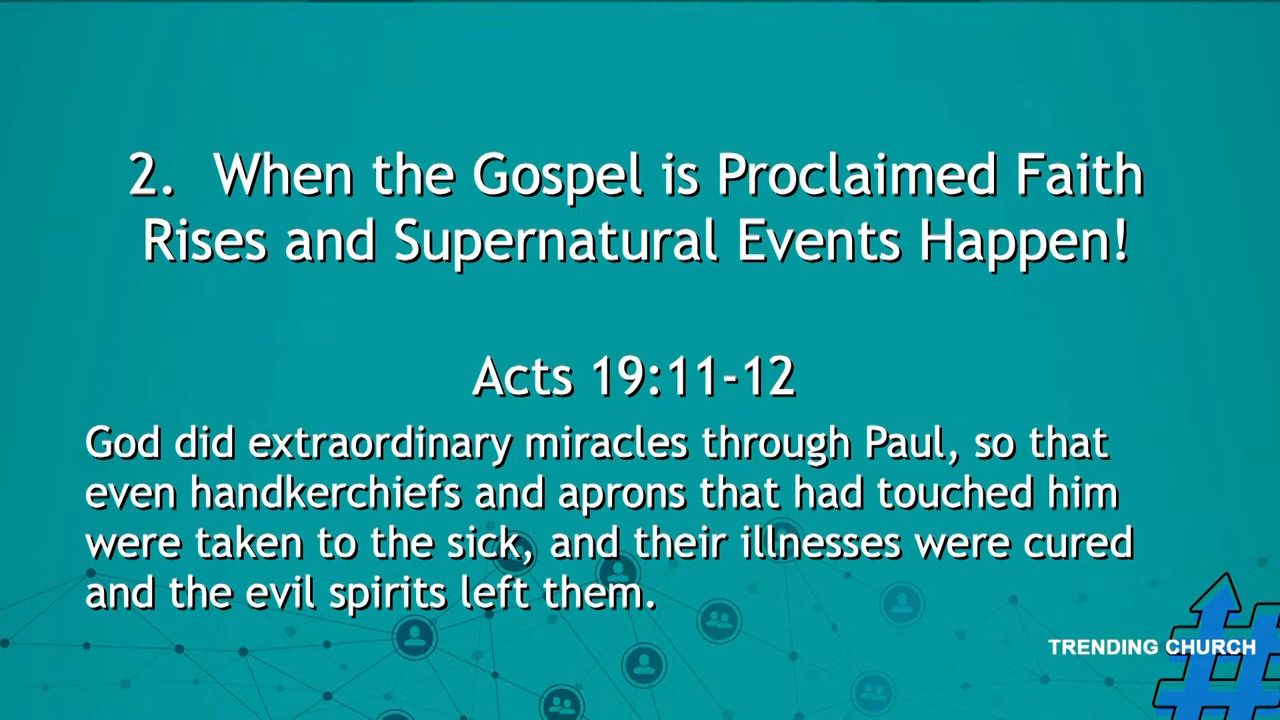 2. When the Gospel is Proclaimed Faith
Rises and Supernatural Events Happen!
Acts 19:11-12
God did extraordinary miracles through Paul, so that
even handkerchiefs and aprons that had touched him
were taken to the sick, and their illnesses were cured
and the evil spirits left them.
TRENDING CHURCH
#